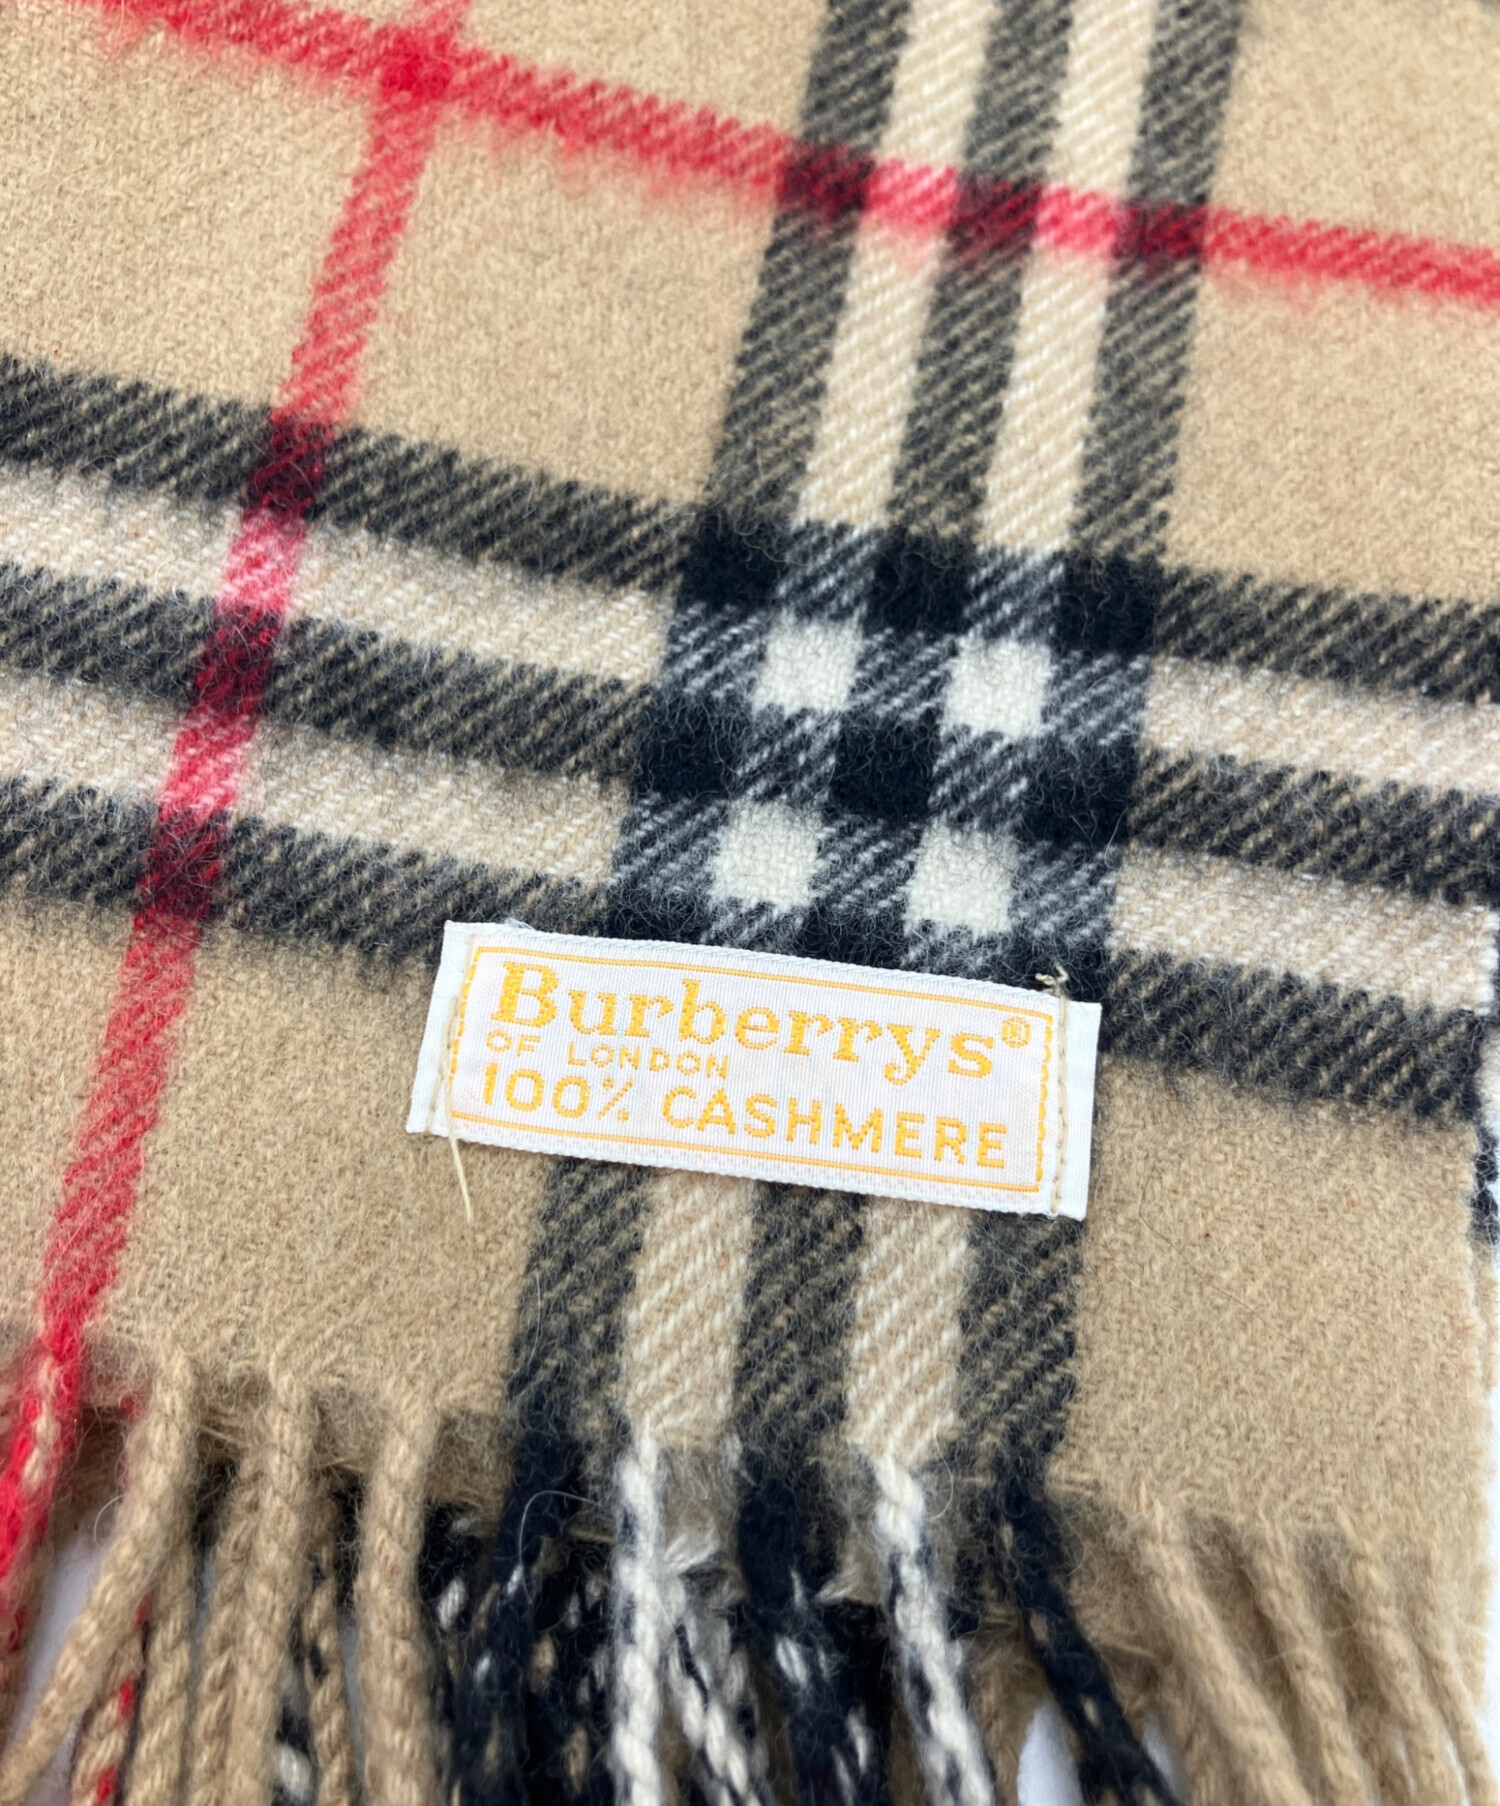 Burberrys®
OF LONDON
100% CASHMERE